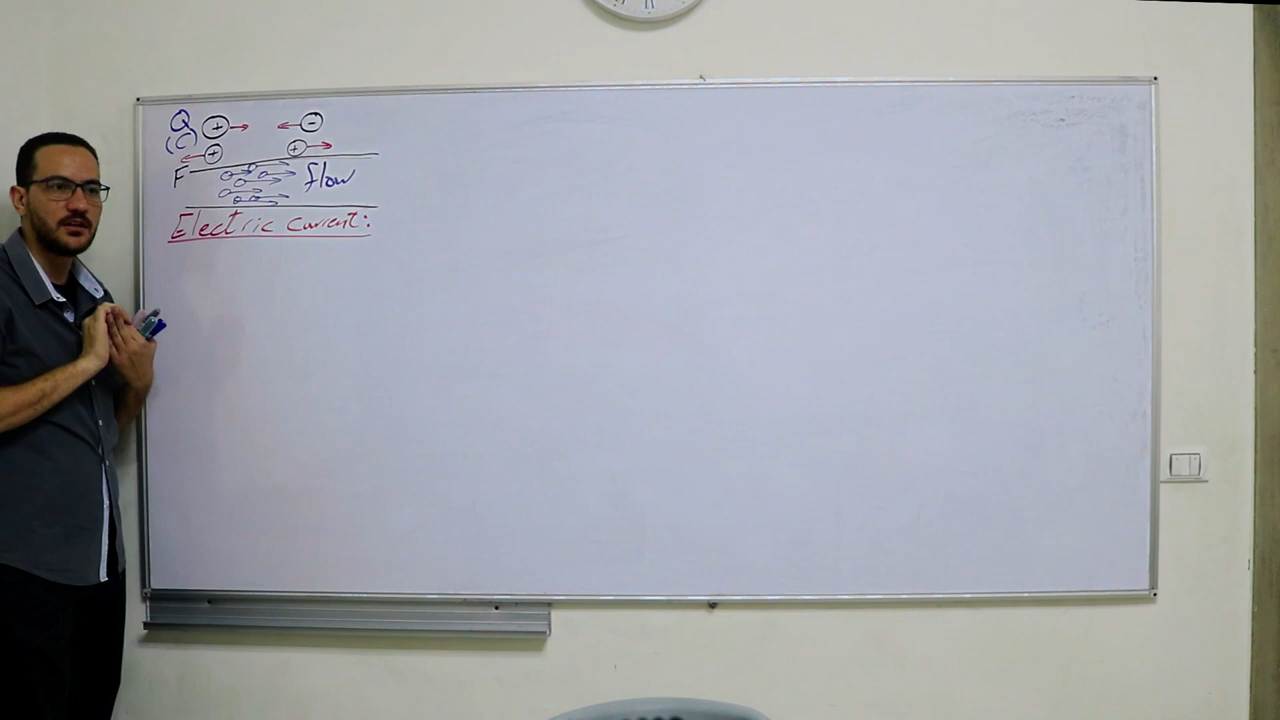 Q + -
(C) + +
F flow
Electric current: